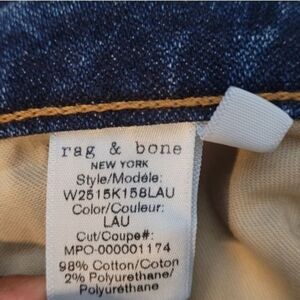 rag & bone
NEW YORK
Style/Modéle:
W2515K158LAU
Color/Couleur:
LAU
Cut/Coupe#:
MPO-000001174
98% Cotton/Coton
2% Polyurethane/
Polyuréthane